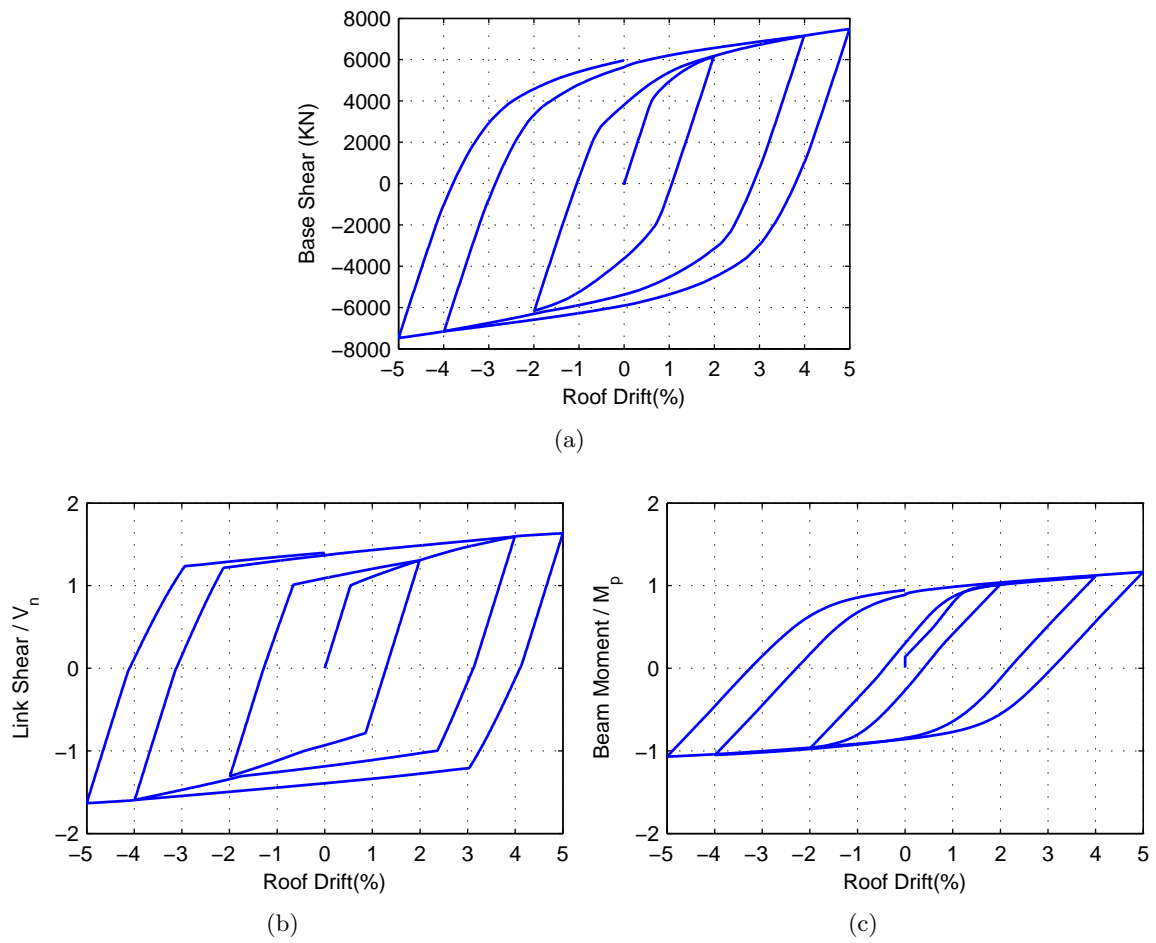 8000
6000
4000
2000
0
−2000
−4000
−6000
−8000
Base Shear (KN)
−5 −4 −3 −2 −1 0 1 2 3 4 5
Roof Drift(%)
(a)
2
1
0
−1
−2
Link Shear / Vn
−5 −4 −3 −2 −1 0 1 2 3 4 5
Roof Drift(%)
(b)
2
1
0
−1
−2
Beam Moment / Mp
−5 −4 −3 −2 −1 0 1 2 3 4 5
Roof Drift(%)
(c)